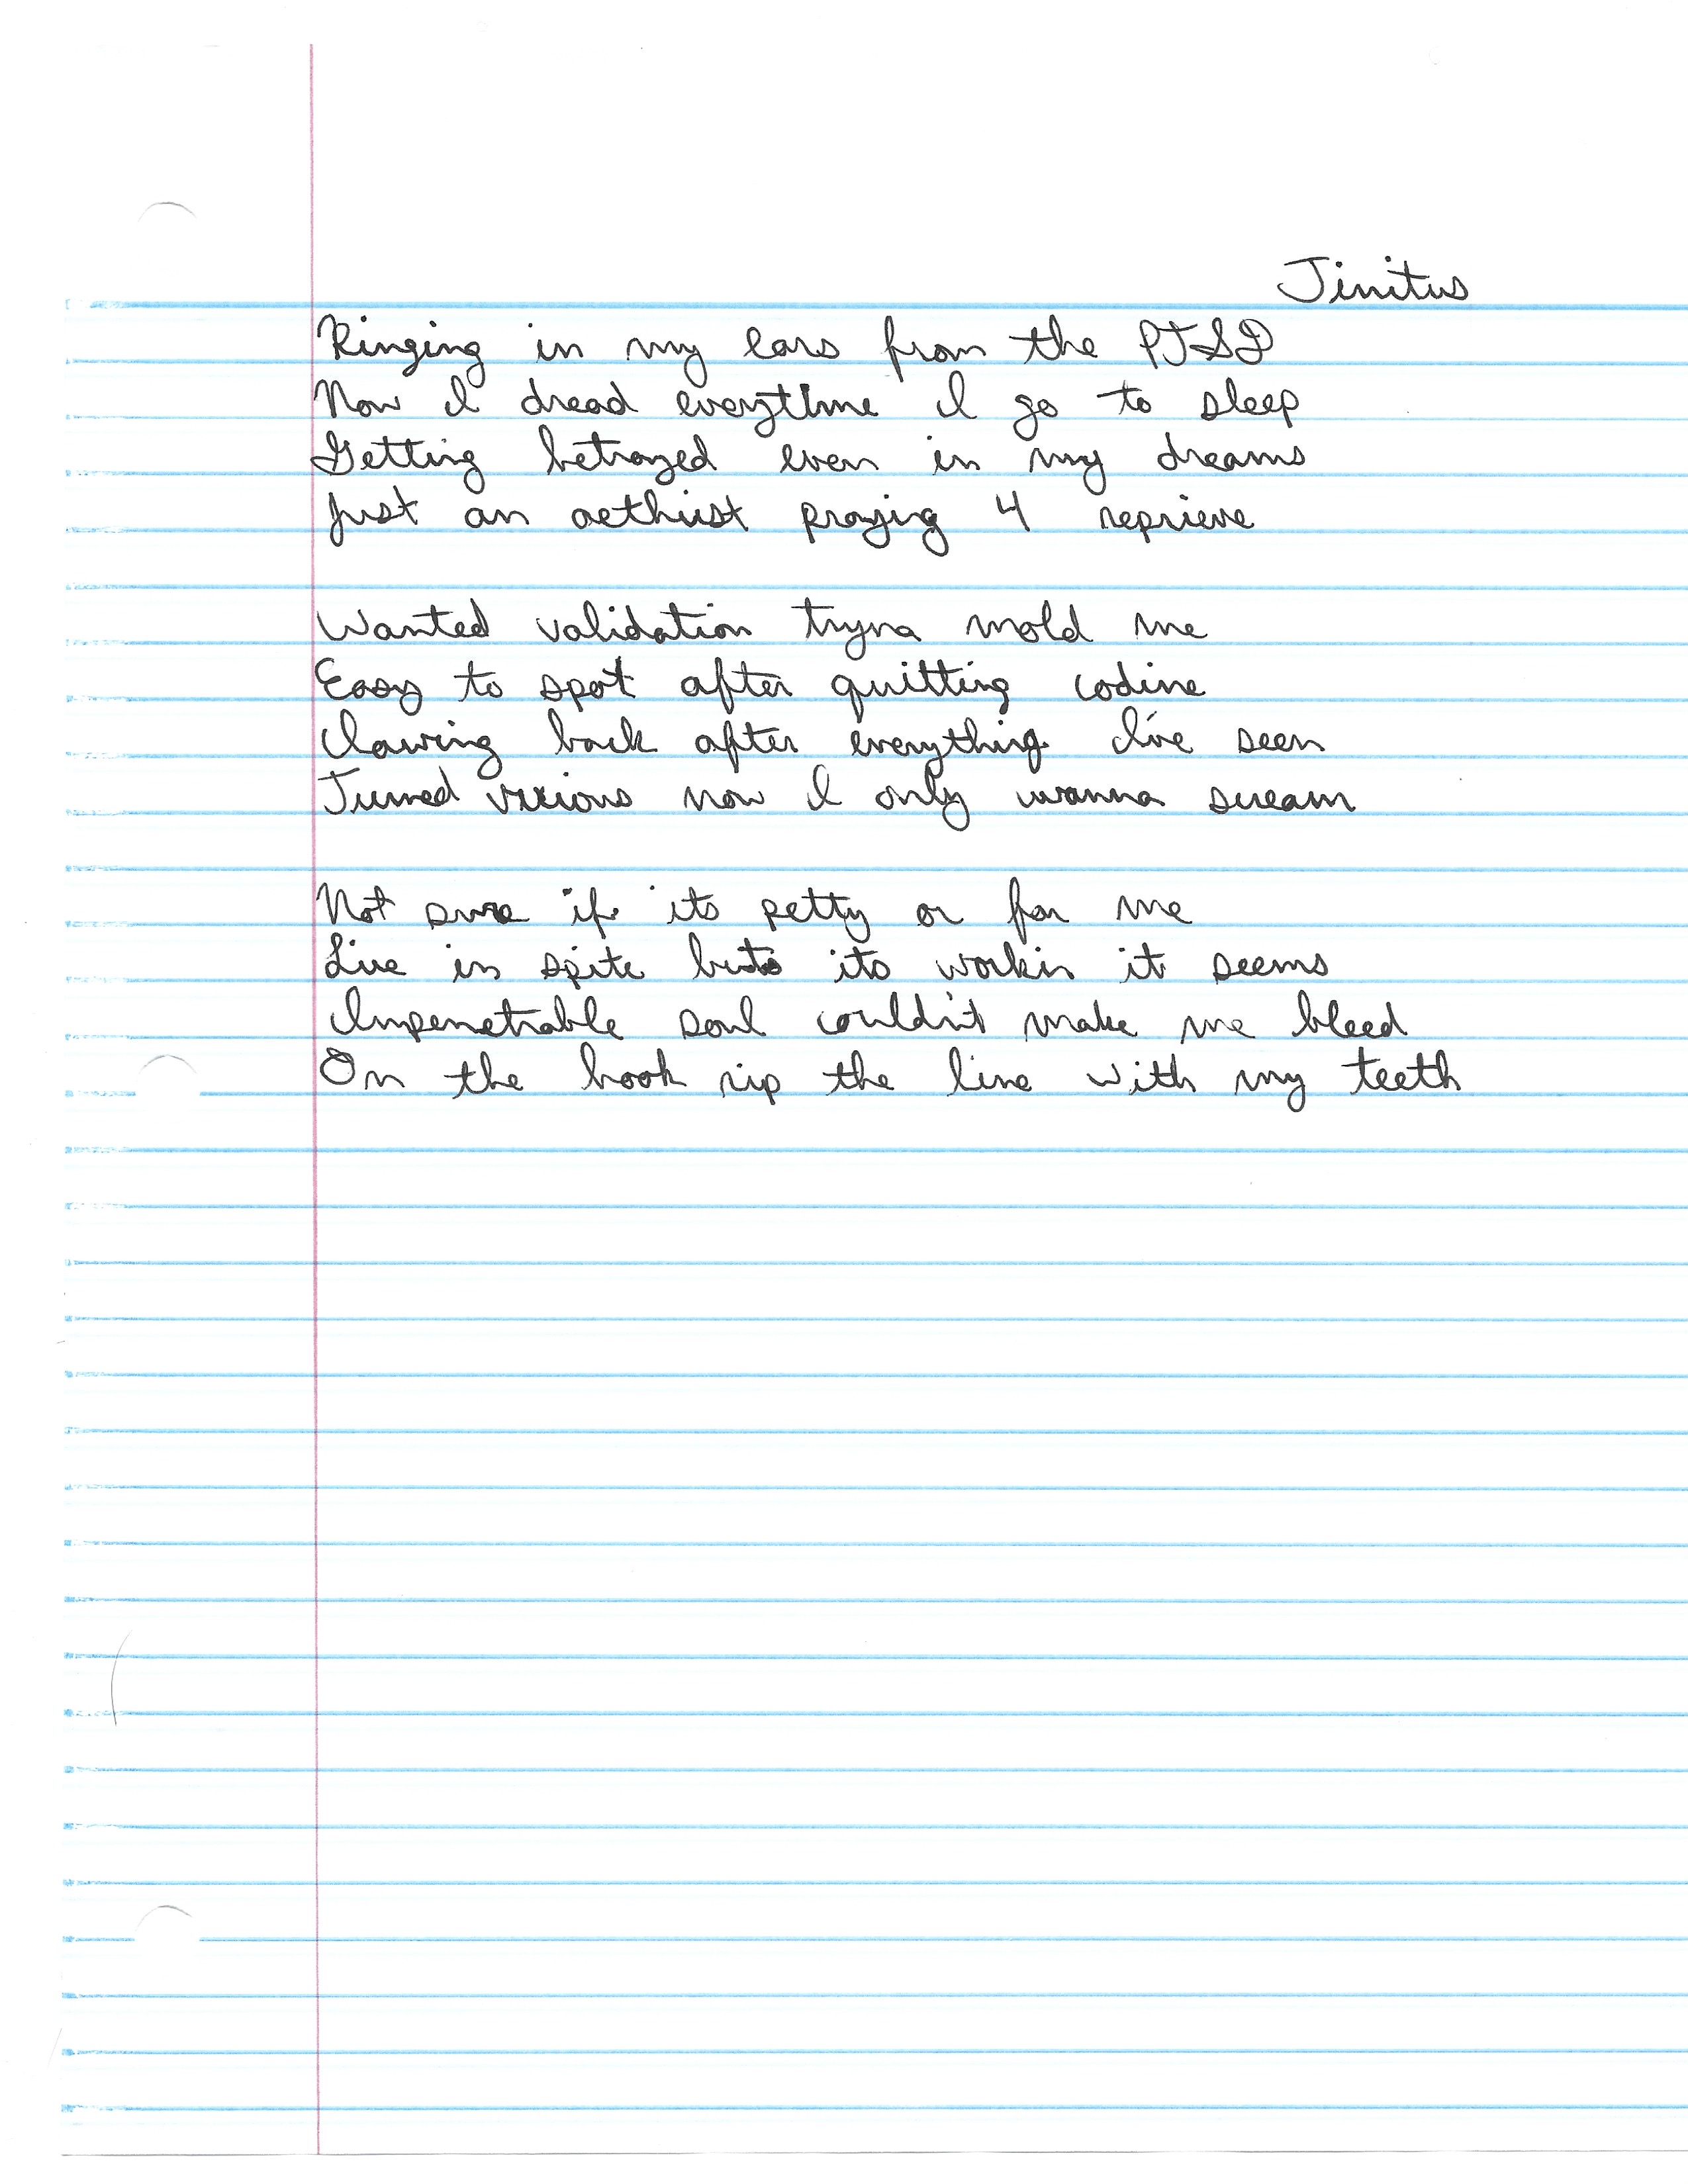 Tinitus
Ringing in my ears from the PTSD
Now I dread everytime I go to sleep
Getting betrayed even in my dreams
Just an aethiist praying 4 reprieve
Wanted validation tryna mold me
Easy to spot after quitting codine
Clawing back after everything I've seen
Turned vicious now I only wanna scream
Not sure if its petty or for me
Live in spite but its workin it seems
Impenetrable soul couldn't make me bleed
On the hook rip the line with my teeth